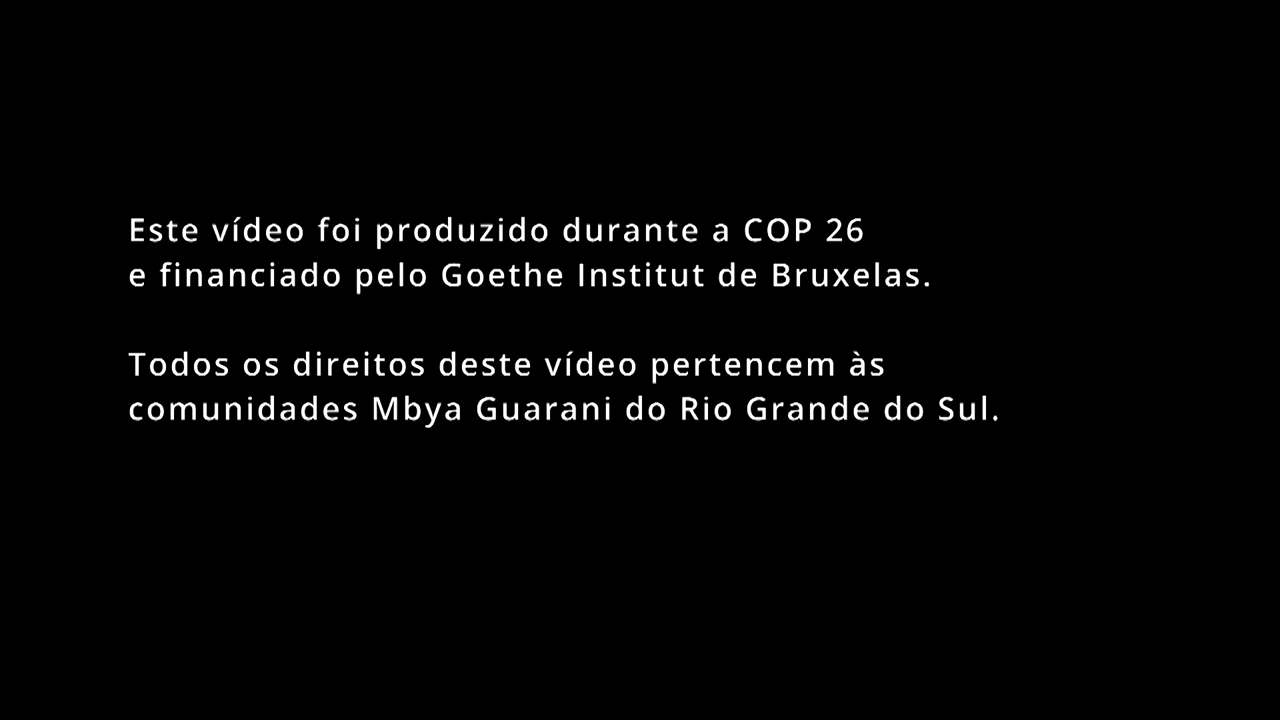 Este vídeo foi produzido durante a COP 26
e financiado pelo Goethe Institut de Bruxelas.
Todos os direitos deste vídeo pertencem às
comunidades Mbya Guarani do Rio Grande do Sul.